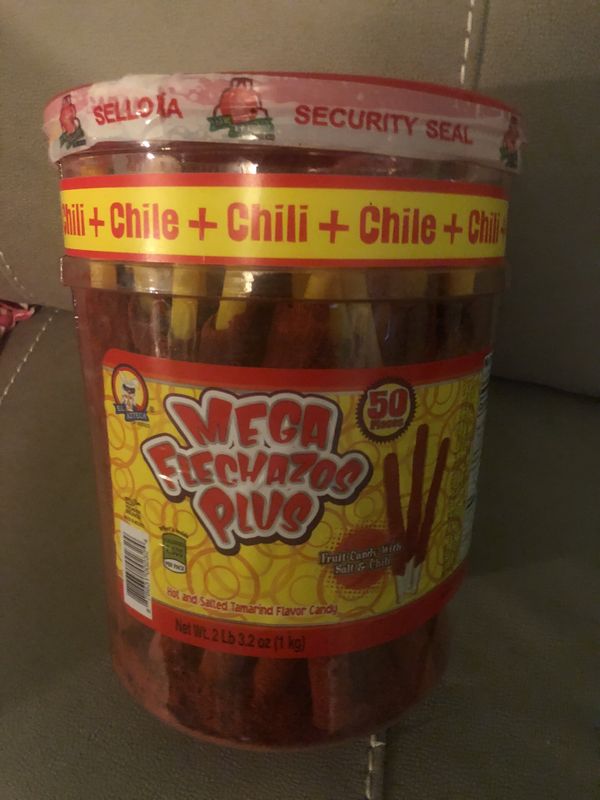 SELLO
SECURITY SEAL
Chili + Chile + Chili + Chile + Chili +
50
Pieces
MEGA
FLECHAZOS
PLUS
Fruit Candy With
Salt & Chili
Hot and Salted Tamarind Flavor Candy
Net Wt. 2 Lb 3.2 oz (1 kg)